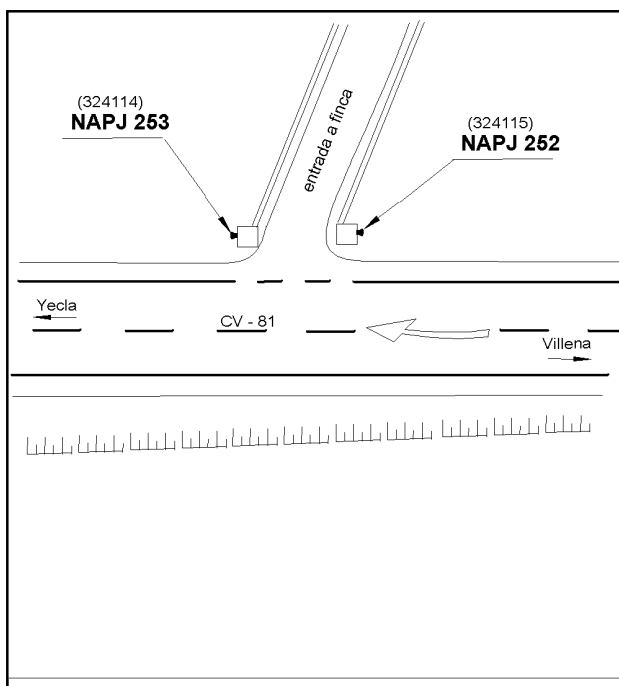 (324114)
NAPJ 253
entrada a finca
(324115)
NAPJ 252
Yecla
CV - 81
Villena